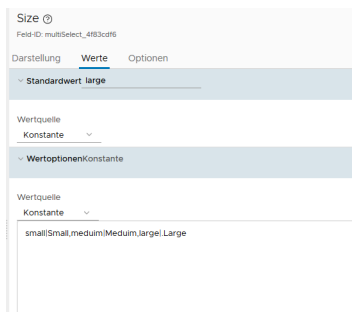 Size
Feld-ID: multiSelect_4f83cdf6
Darstellung Werte Optionen
Standardwert large
Wertquelle
Konstante
WertoptionenKonstante
Wertquelle
Konstante
small|Small,meduim|Meduim,large|.Large